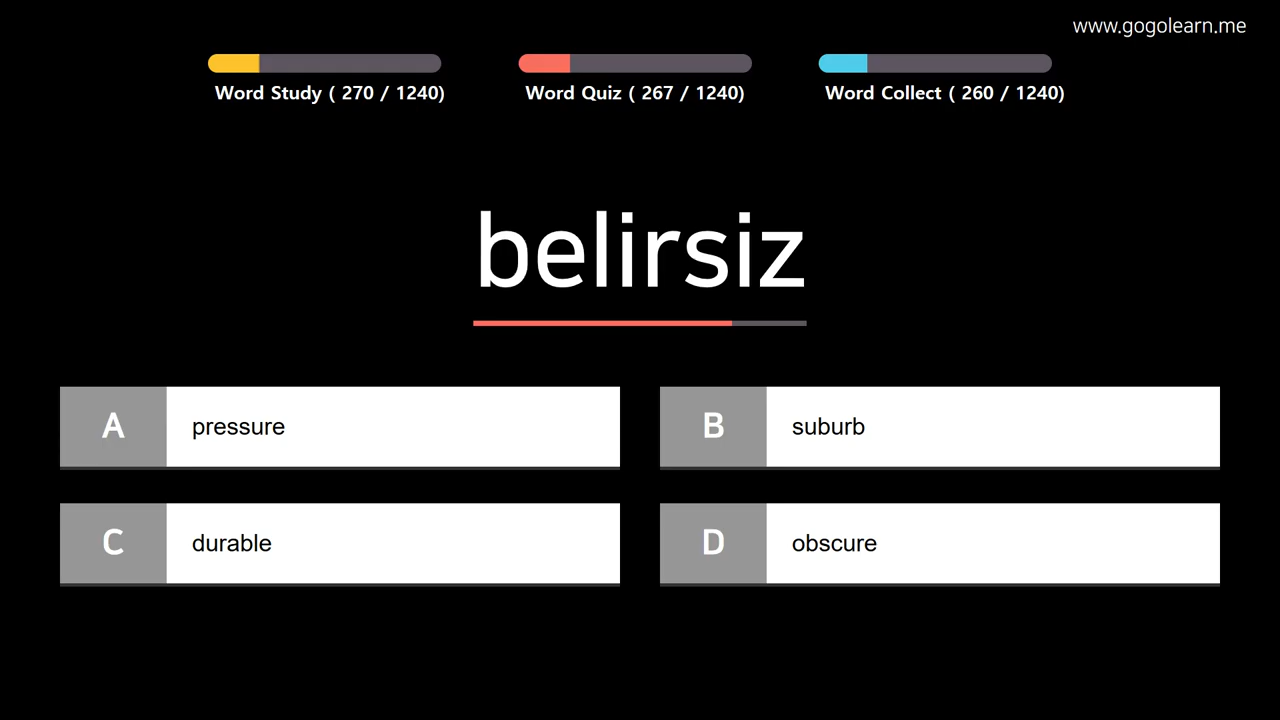 www.gogolearn.me
Word Study ( 270 / 1240)
Word Quiz ( 267 / 1240)
Word Collect ( 260 / 1240)
belirsiz
A pressure
B suburb
C durable
D obscure